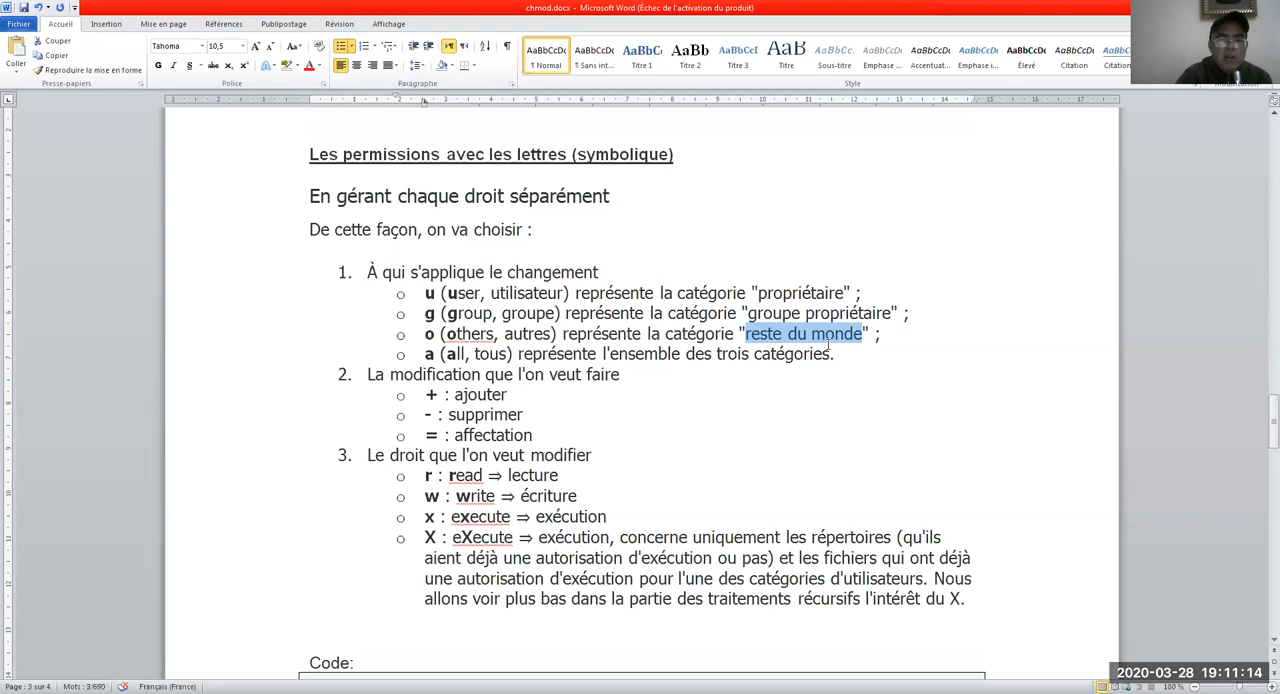 chmod.docx - Microsoft Word (Échec de l'activation du produit)
Fichier Accueil Insertion Mise en page Références Publipostage Révision Affichage
Coller
Couper
Copier
Reproduire la mise en forme
Presse-papiers
Tahoma 10,5
G I S abc x₂ x²
Police
Paragraphe
AaBbCcDc AaBbCcDc AaBbC AaBb AaBbCcI AaB AaBbCc. AaBbCcDc AaBbCcDc AaBbCcDc AaBbCcDc AaBbCcDc
¶ Normal ¶ Sans int... Titre 1 Titre 2 Titre 3 Titre Sous-titre Emphase ... Accentuat... Emphase i... Élevé Citation Citation
Style
Les permissions avec les lettres (symbolique)
En gérant chaque droit séparément
De cette façon, on va choisir :
1. À qui s'applique le changement
o u (user, utilisateur) représente la catégorie "propriétaire" ;
o g (group, groupe) représente la catégorie "groupe propriétaire" ;
o o (others, autres) représente la catégorie "reste du monde" ;
o a (all, tous) représente l'ensemble des trois catégories.
2. La modification que l'on veut faire
o + : ajouter
o - : supprimer
o = : affectation
3. Le droit que l'on veut modifier
o r : read ⇒ lecture
o w : write ⇒ écriture
o x : execute ⇒ exécution
o X : eXecute ⇒ exécution, concerne uniquement les répertoires (qu'ils
aient déjà une autorisation d'exécution ou pas) et les fichiers qui ont déjà
une autorisation d'exécution pour l'une des catégories d'utilisateurs. Nous
allons voir plus bas dans la partie des traitements récursifs l'intérêt du X.
Code:
2020-03-28 19:11:14
Page : 3 sur 4 Mots : 3/690 Français (France) 180 %